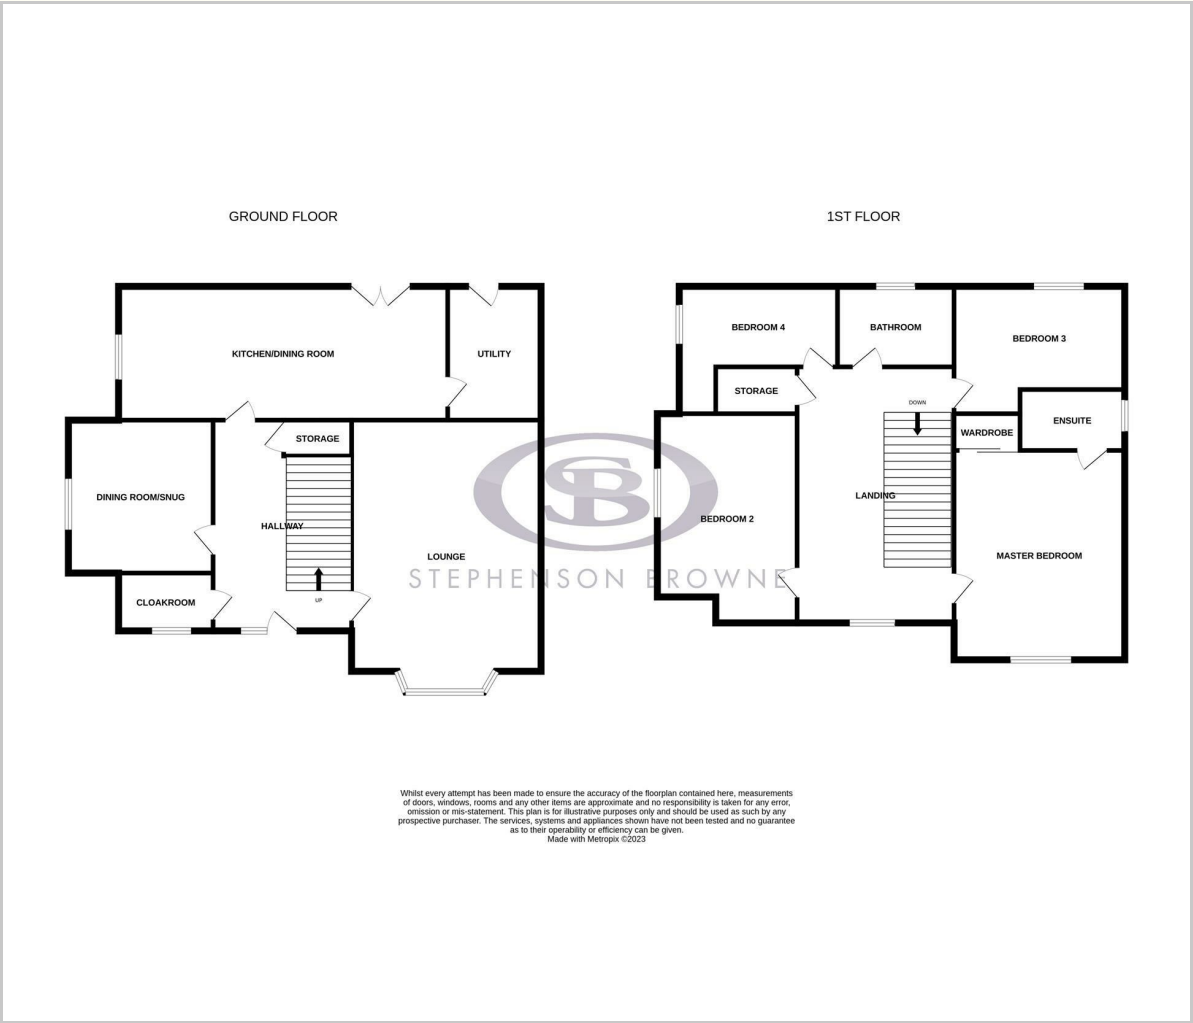 GROUND FLOOR
KITCHEN/DINING ROOM
UTILITY
STORAGE
DINING ROOM/SNUG
HALLWAY
LOUNGE
CLOAKROOM
UP
1ST FLOOR
BEDROOM 4
BATHROOM
BEDROOM 3
STORAGE
DOWN
ENSUITE
WARDROBE
LANDING
BEDROOM 2
MASTER BEDROOM
SB
STEPHENSON BROWNE
Whilst every attempt has been made to ensure the accuracy of the floorplan contained here, measurements
of doors, windows, rooms and any other items are approximate and no responsibility is taken for any error,
omission or mis-statement. This plan is for illustrative purposes only and should be used as such by any
prospective purchaser. The services, systems and appliances shown have not been tested and no guarantee
as to their operability or efficiency can be given.
Made with Metropix ©2023